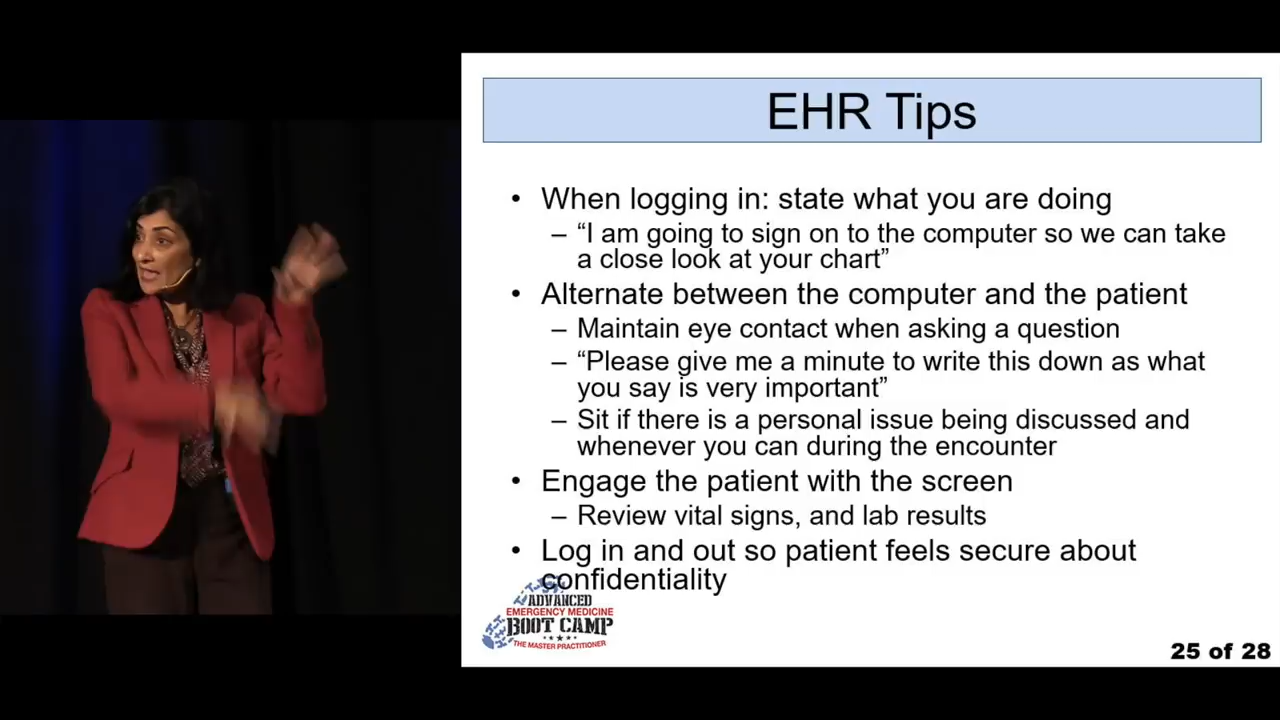 EHR Tips
• When logging in: state what you are doing
– “I am going to sign on to the computer so we can take
a close look at your chart”
• Alternate between the computer and the patient
– Maintain eye contact when asking a question
– “Please give me a minute to write this down as what
you say is very important”
– Sit if there is a personal issue being discussed and
whenever you can during the encounter
• Engage the patient with the screen
– Review vital signs, and lab results
• Log in and out so patient feels secure about
confidentiality
ADVANCED
EMERGENCY MEDICINE
BOOT CAMP
THE MASTER PRACTITIONER
25 of 28